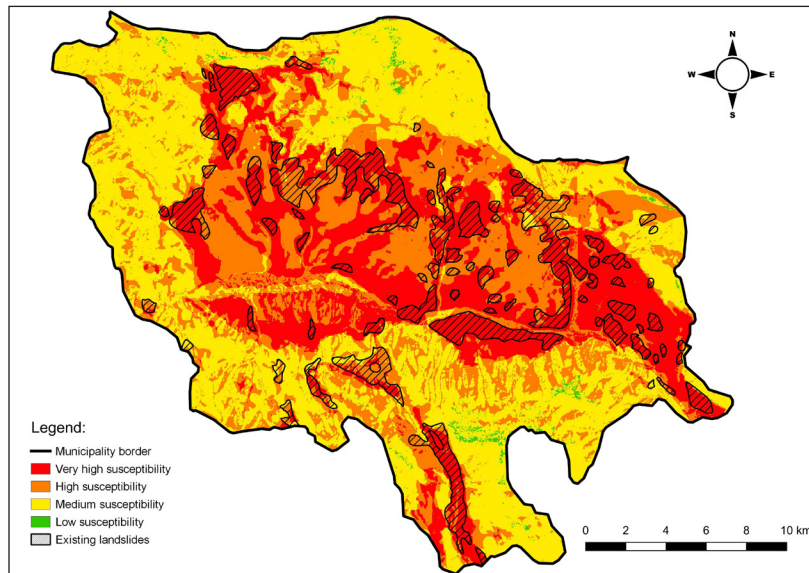 N
W E
S
Legend:
Municipality border
Very high susceptibility
High susceptibility
Medium susceptibility
Low susceptibility
Existing landslides
0 2 4 6 8 10 km